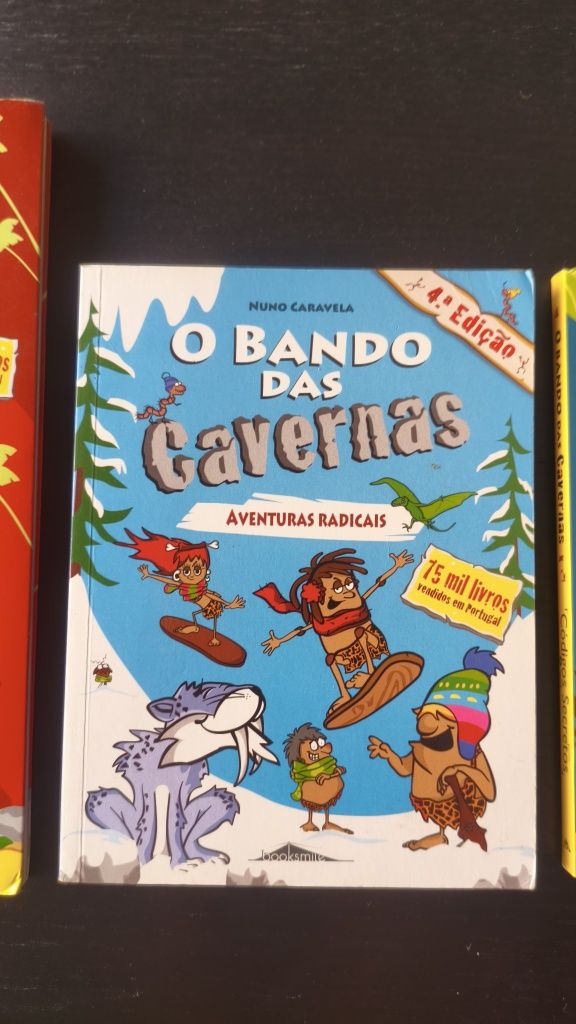 NUNO CARAVELA
4.ª Edição
O BANDO
DAS
Cavernas
AVENTURAS RADICAIS
75 mil livros
vendidos em Portugal
booksmile
O BANDO DAS Cavernas
'Códigos Secretos